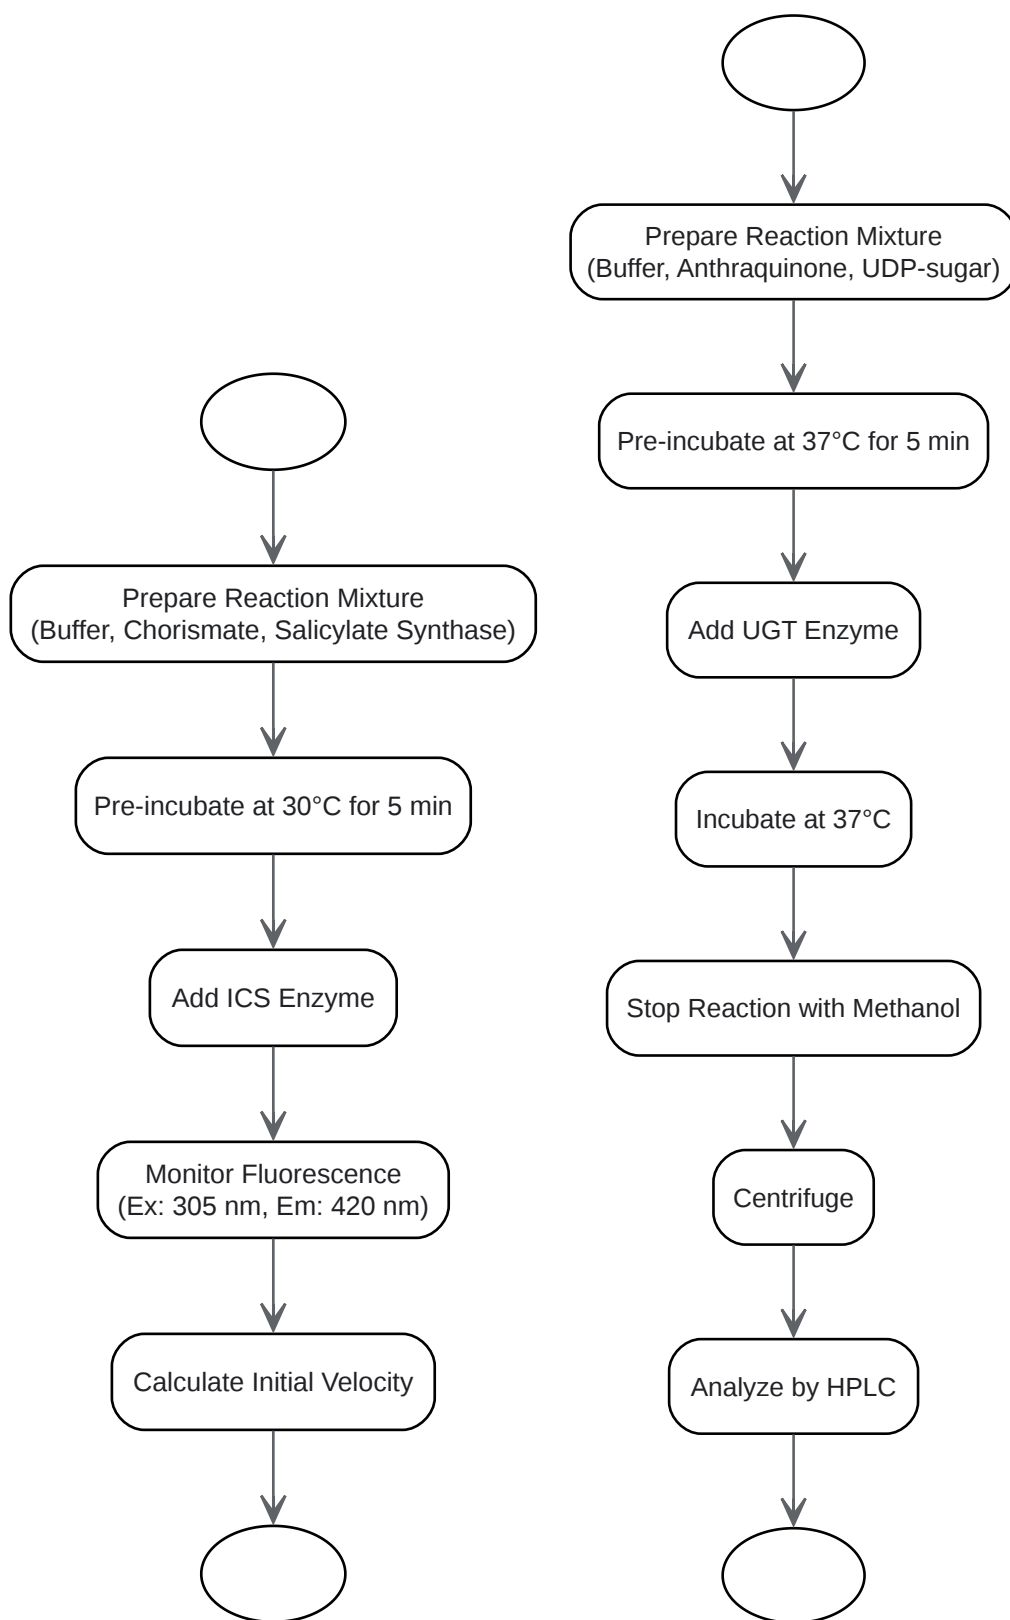 Prepare Reaction Mixture
(Buffer, Chorismate, Salicylate Synthase)
Pre-incubate at 30°C for 5 min
Add ICS Enzyme
Monitor Fluorescence
(Ex: 305 nm, Em: 420 nm)
Calculate Initial Velocity
Prepare Reaction Mixture
(Buffer, Anthraquinone, UDP-sugar)
Pre-incubate at 37°C for 5 min
Add UGT Enzyme
Incubate at 37°C
Stop Reaction with Methanol
Centrifuge
Analyze by HPLC